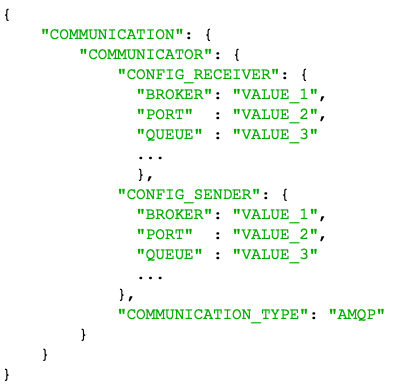 {
    "COMMUNICATION": {
        "COMMUNICATOR": {
            "CONFIG_RECEIVER": {
              "BROKER": "VALUE_1",
              "PORT"  : "VALUE_2",
              "QUEUE" : "VALUE_3"
              ...
              },
            "CONFIG_SENDER": {
              "BROKER": "VALUE_1",
              "PORT"  : "VALUE_2",
              "QUEUE" : "VALUE_3"
              ...
            },
            "COMMUNICATION_TYPE": "AMQP"
        }
    }
}